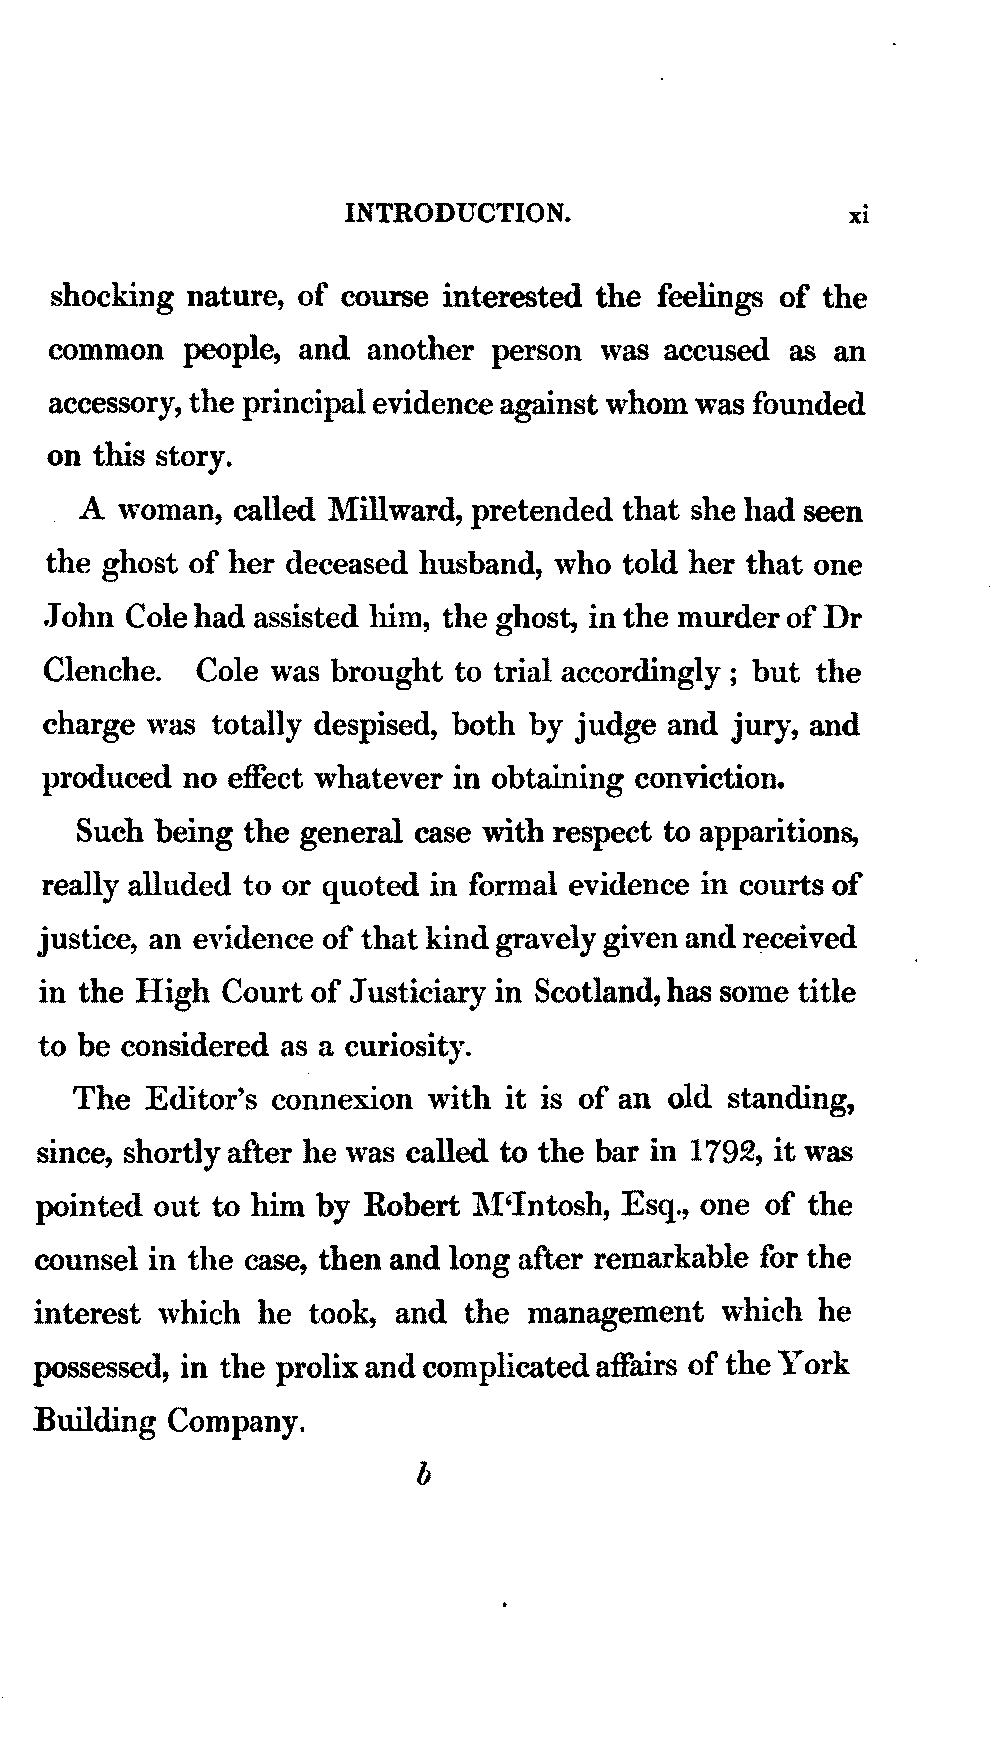 INTRODUCTION. xi
shocking nature, of course interested the feelings of the
common people, and another person was accused as an
accessory, the principal evidence against whom was founded
on this story.
A woman, called Millward, pretended that she had seen
the ghost of her deceased husband, who told her that one
John Cole had assisted him, the ghost, in the murder of Dr
Clenche. Cole was brought to trial accordingly; but the
charge was totally despised, both by judge and jury, and
produced no effect whatever in obtaining conviction.
Such being the general case with respect to apparitions,
really alluded to or quoted in formal evidence in courts of
justice, an evidence of that kind gravely given and received
in the High Court of Justiciary in Scotland, has some title
to be considered as a curiosity.
The Editor's connexion with it is of an old standing,
since, shortly after he was called to the bar in 1792, it was
pointed out to him by Robert M‘Intosh, Esq., one of the
counsel in the case, then and long after remarkable for the
interest which he took, and the management which he
possessed, in the prolix and complicated affairs of the York
Building Company.
b